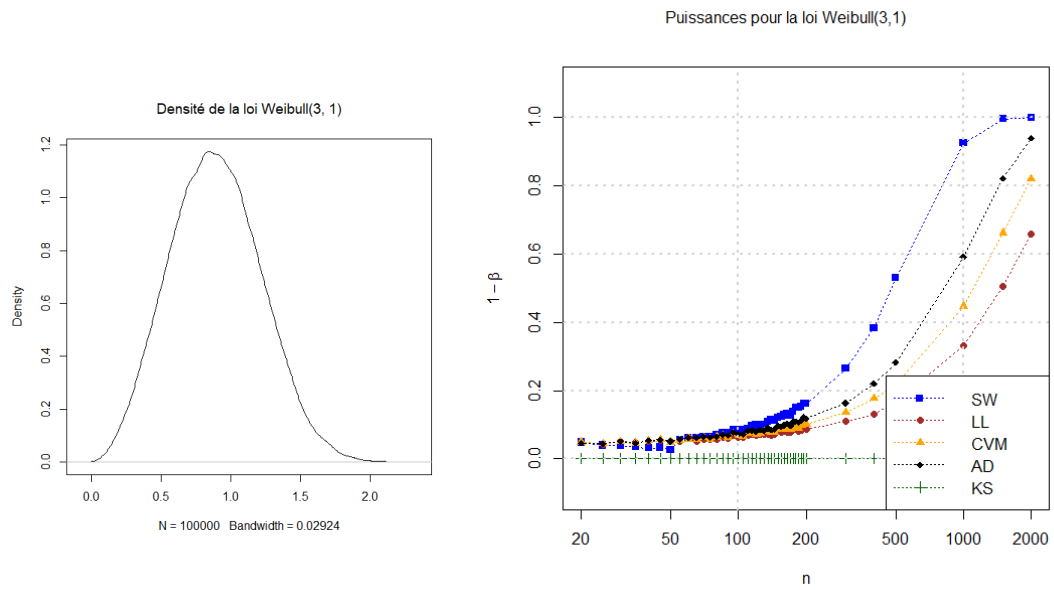 Densité de la loi Weibull(3, 1)
Density
0.0 0.2 0.4 0.6 0.8 1.0 1.2
0.0 0.5 1.0 1.5 2.0
N = 100000 Bandwidth = 0.02924
Puissances pour la loi Weibull(3,1)
1 − β
0.0 0.2 0.4 0.6 0.8 1.0
SW
LL
CVM
AD
KS
20 50 100 200 500 1000 2000
n